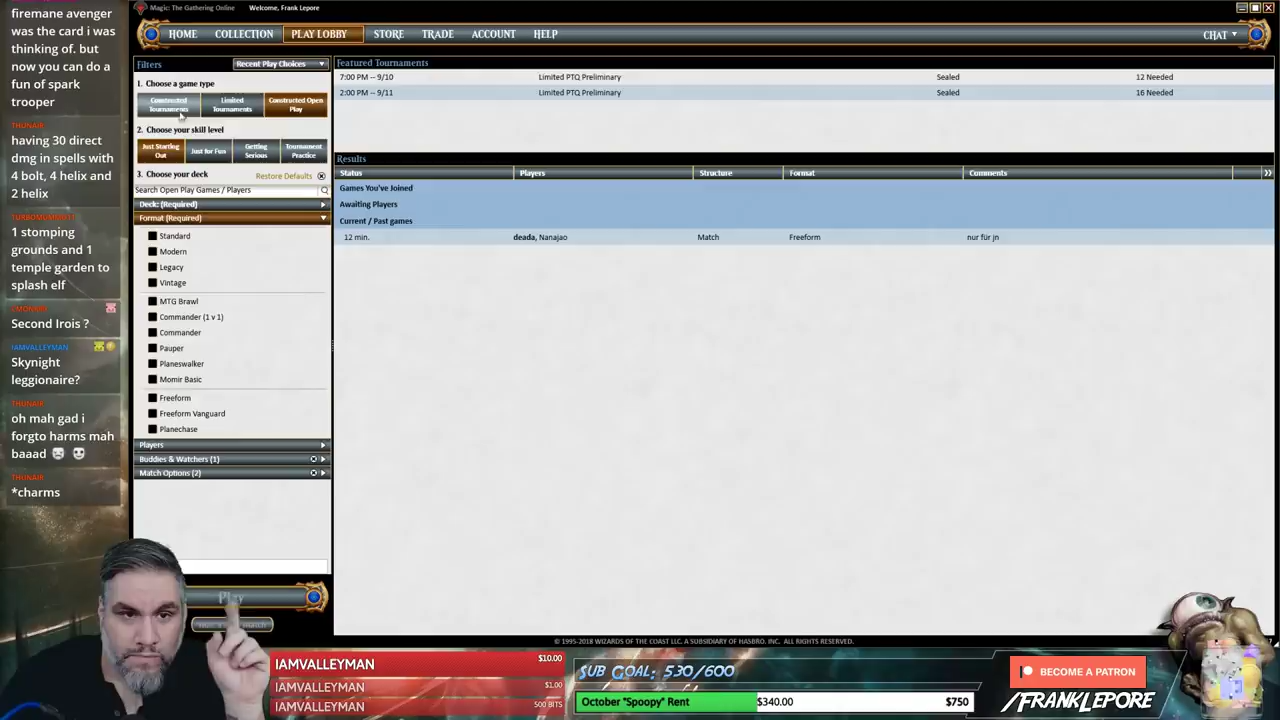 firemane avenger
was the card i was
thinking of. but
now you can do a
fun of spark
trooper
THUNAIR
having 30 direct
dmg in spells with
4 bolt, 4 helix and
2 helix
1 stomping
grounds and 1
temple garden to
splash elf
Second Irois ?
IAMVALLEYMAN
Skynight
leggionaire?
THUNAIR
oh mah gad i
forgto harms mah
baaad
THUNAIR
*charms
Magic: The Gathering Online
Welcome, Frank Lepore
HOME
COLLECTION
PLAY LOBBY
STORE
TRADE
ACCOUNT
HELP
CHAT
Filters
Recent Play Choices
1. Choose a game type
Constructed
Tournaments
Limited
Tournaments
Constructed Open
Play
2. Choose your skill level
Just Starting
Out
Just for Fun
Getting
Serious
Tournament
Practice
3. Choose your deck
Restore Defaults
Search Open Play Games / Players
Deck: (Required)
Format (Required)
Standard
Modern
Legacy
Vintage
MTG Brawl
Commander (1 v 1)
Commander
Pauper
Planeswalker
Momir Basic
Freeform
Freeform Vanguard
Planechase
Players
Buddies & Watchers (1)
Match Options (2)
Play
Featured Tournaments
7:00 PM -- 9/10 Limited PTQ Preliminary Sealed 12 Needed
2:00 PM -- 9/11 Limited PTQ Preliminary Sealed 16 Needed
Results
Status Players Structure Format Comments
Games You've Joined
Awaiting Players
Current / Past games
12 min. deada, Nanajao Match Freeform nur für jn
© 1995-2018 WIZARDS OF THE COAST LLC, A SUBSIDIARY OF HASBRO, INC. ALL RIGHTS RESERVED.
IAMVALLEYMAN $10.00
IAMVALLEYMAN $1.00
IAMVALLEYMAN 500 BITS
SUB GOAL: 530/600
October "Spoopy" Rent $340.00 $750
BECOME A PATRON
/FRANKLEPORE